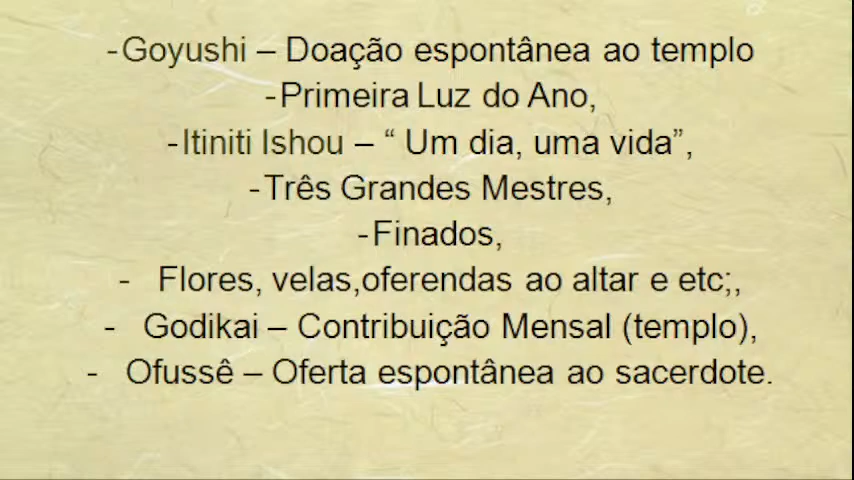 -Goyushi – Doação espontânea ao templo
-Primeira Luz do Ano,
-Itiniti Ishou – “ Um dia, uma vida”,
-Três Grandes Mestres,
-Finados,
- Flores, velas,oferendas ao altar e etc;,
- Godikai – Contribuição Mensal (templo),
- Ofussê – Oferta espontânea ao sacerdote.